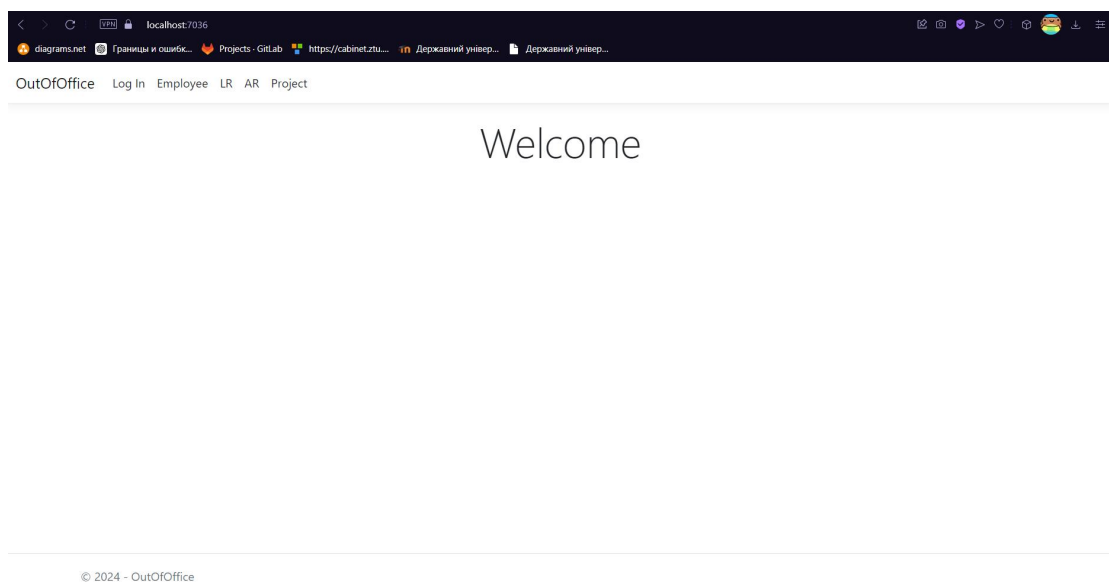 VPN localhost:7036
diagrams.net Границы и ошибк... Projects · GitLab https://cabinet.ztu.... Державний універ... Державний універ...
OutOfOffice Log In Employee LR AR Project
Welcome
© 2024 - OutOfOffice